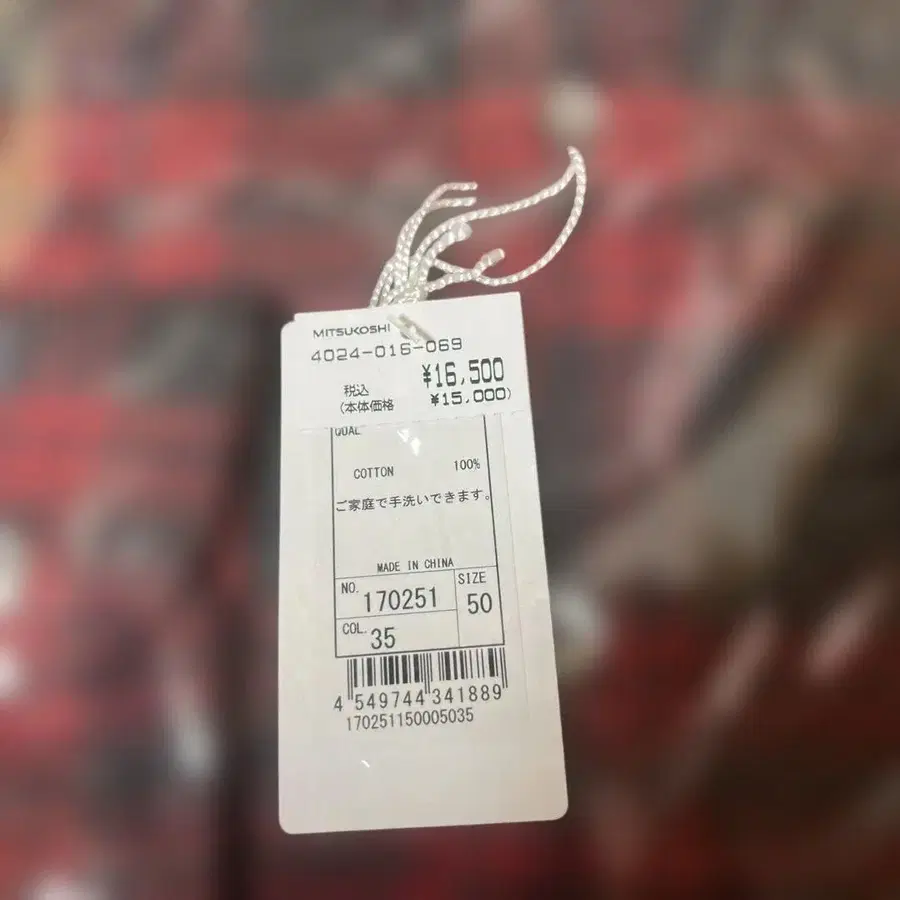 MITSUKOSHI
4024-016-069
¥16,500
税込
(本体価格 ¥15,000)
QUAL
COTTON 100%
ご家庭で手洗いできます。
MADE IN CHINA
NO. 170251
SIZE 50
COL. 35
4 549744 341889
170251150005035